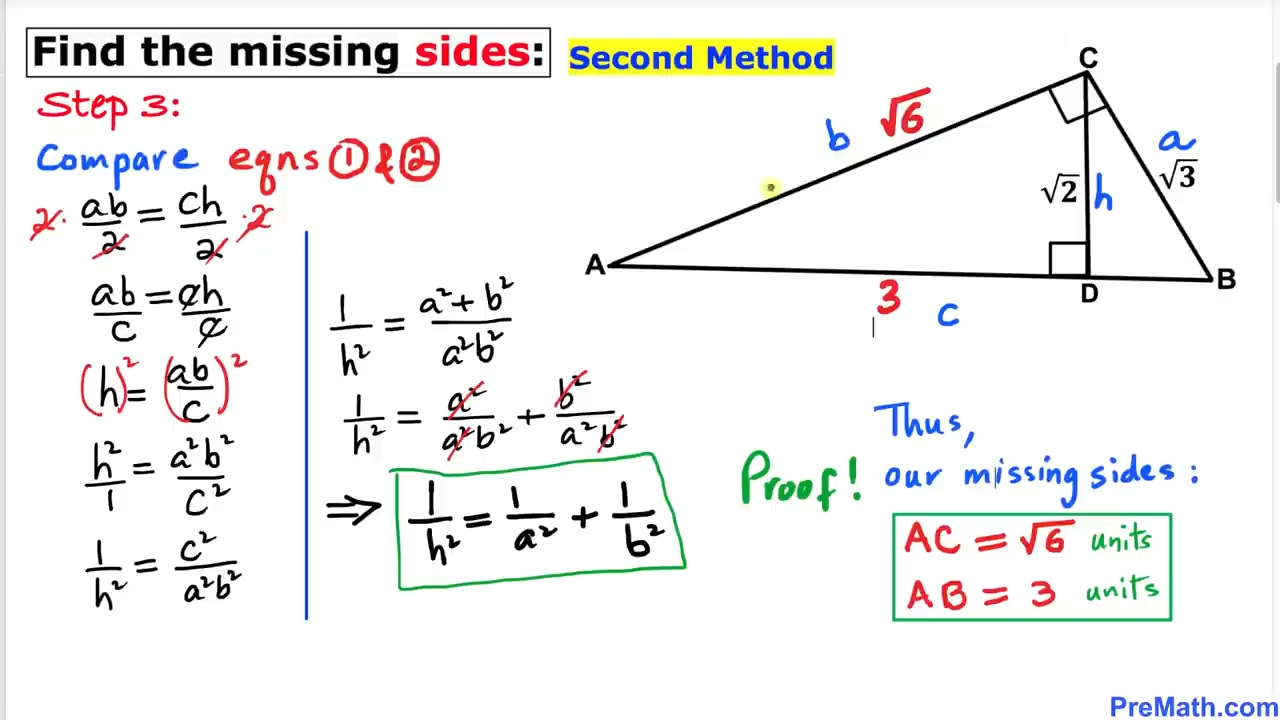 Find the missing sides:
Second Method
Step 3:
Compare eqns ① & ②
2· ab/2 = ch/2 ·2
ab/c = ch/c
(h)² = (ab/c)²
h²/1 = a²b²/c²
1/h² = c²/a²b²
1/h² = a² + b²/a²b²
1/h² = a²/a²b² + b²/a²b²
⇒ 1/h² = 1/a² + 1/b²
Proof!
C
b √6
a
√3
√2 h
A
B
D
3 c
Thus,
our missing sides:
AC = √6 units
AB = 3 units
PreMath.com